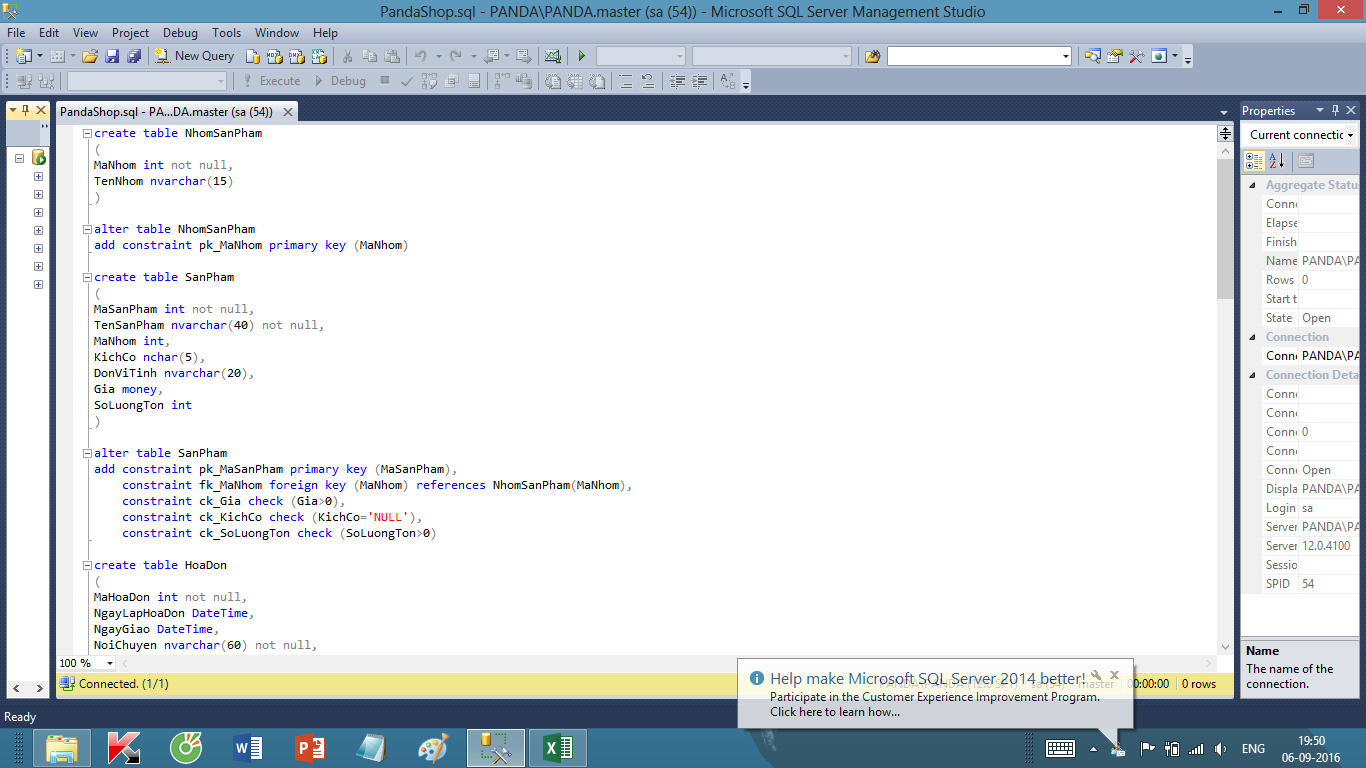 PandaShop.sql - PANDA\PANDA.master (sa (54)) - Microsoft SQL Server Management Studio
File Edit View Project Debug Tools Window Help
New Query
Execute Debug
PandaShop.sql - PA...DA.master (sa (54))
create table NhomSanPham
(
MaNhom int not null,
TenNhom nvarchar(15)
)
alter table NhomSanPham
add constraint pk_MaNhom primary key (MaNhom)
create table SanPham
(
MaSanPham int not null,
TenSanPham nvarchar(40) not null,
MaNhom int,
KichCo nchar(5),
DonViTinh nvarchar(20),
Gia money,
SoLuongTon int
)
alter table SanPham
add constraint pk_MaSanPham primary key (MaSanPham),
constraint fk_MaNhom foreign key (MaNhom) references NhomSanPham(MaNhom),
constraint ck_Gia check (Gia>0),
constraint ck_KichCo check (KichCo='NULL'),
constraint ck_SoLuongTon check (SoLuongTon>0)
create table HoaDon
(
MaHoaDon int not null,
NgayLapHoaDon DateTime,
NgayGiao DateTime,
NoiChuyen nvarchar(60) not null,
100 %
Connected. (1/1)
PANDA\PANDA (12.0 SP1) sa (54) master 00:00:00 0 rows
Properties
Current connectic
Aggregate Statu
Conn
Elapse
Finish
Name PANDA\PA
Rows 0
Start t
State Open
Connection
Conn PANDA\PA
Connection Deta
Conn
Conn
Conn 0
Conn
Conn Open
Displa PANDA\PA
Login sa
Server PANDA\PA
Server 12.0.4100
Sessio
SPID 54
Name
The name of the
connection.
Help make Microsoft SQL Server 2014 better!
Participate in the Customer Experience Improvement Program.
Click here to learn how...
Ready
ENG
19:50
06-09-2016